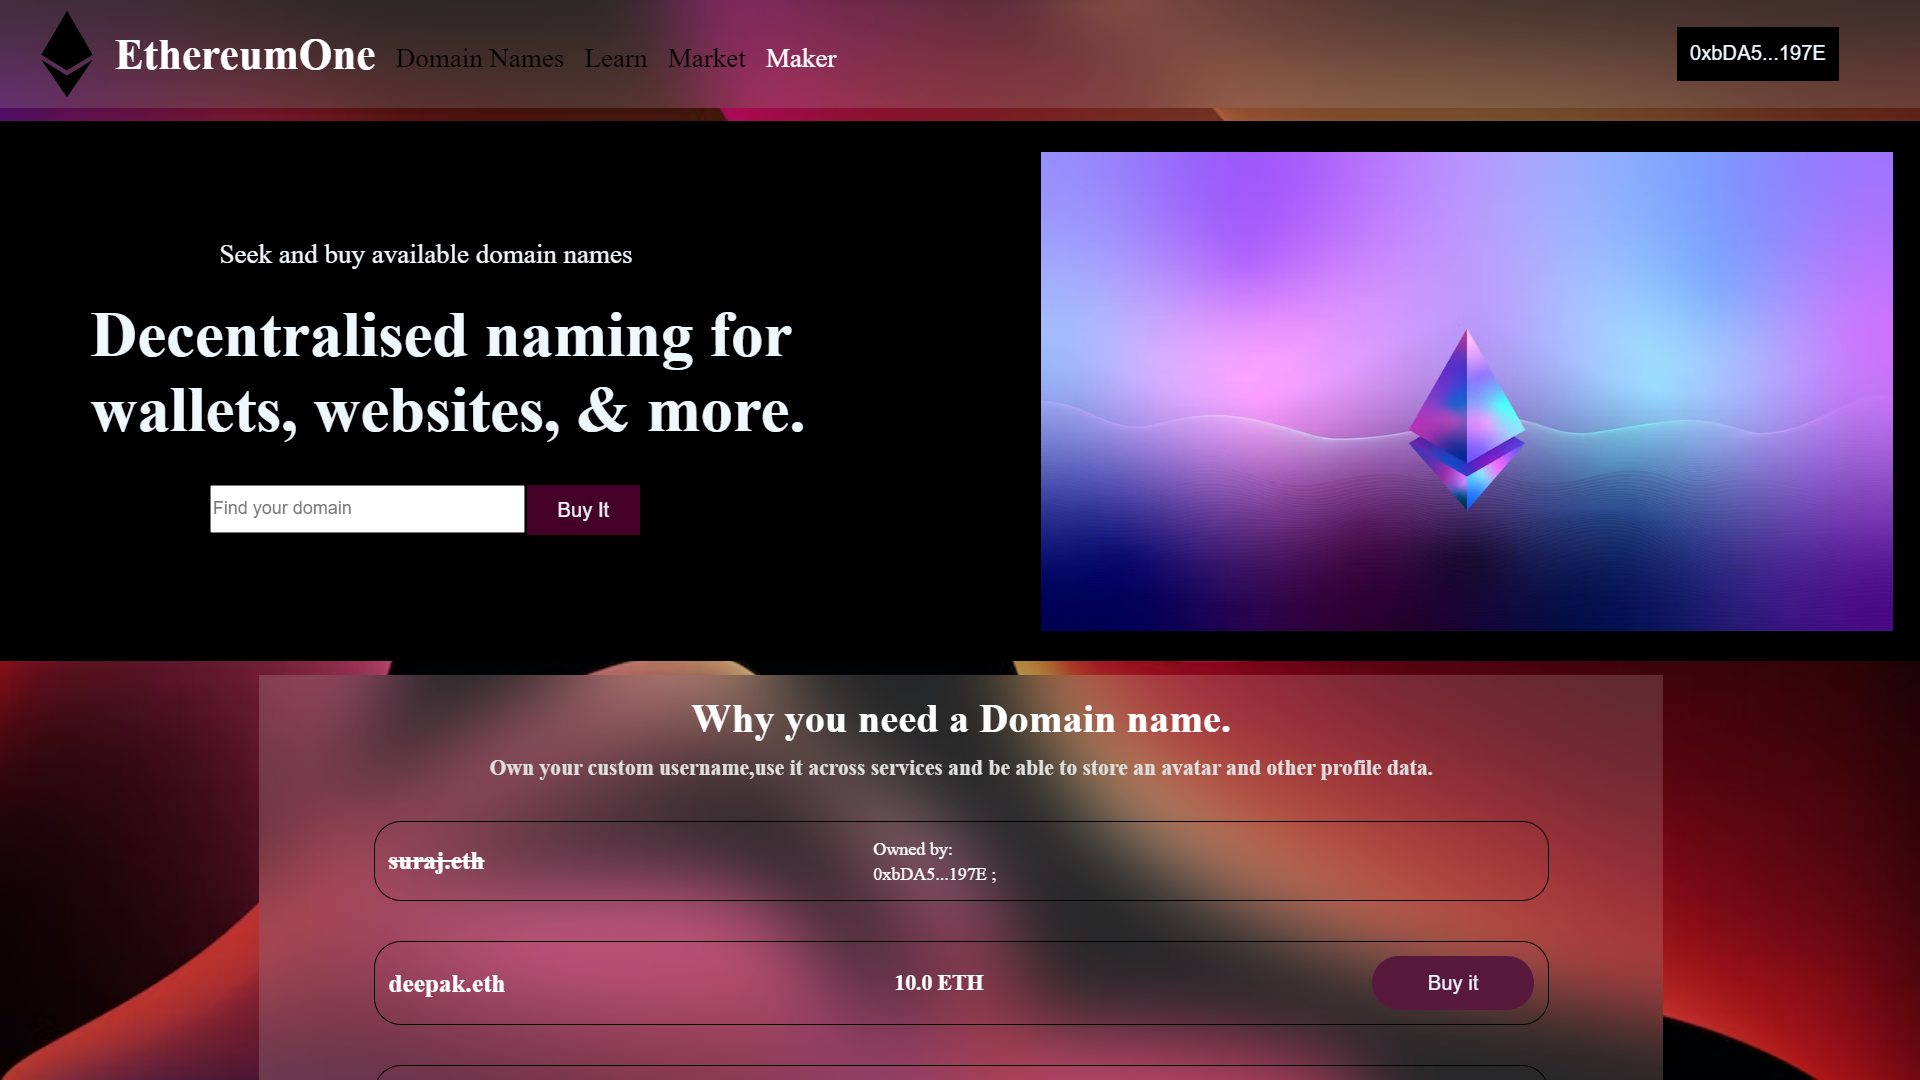 EthereumOne Domain Names Learn Market Maker 0xbDA5...197E
Seek and buy available domain names
Decentralised naming for
wallets, websites, & more.
Find your domain Buy It
Why you need a Domain name.
Own your custom username,use it across services and be able to store an avatar and other profile data.
suraj.eth
Owned by:
0xbDA5...197E ;
deepak.eth 10.0 ETH Buy it